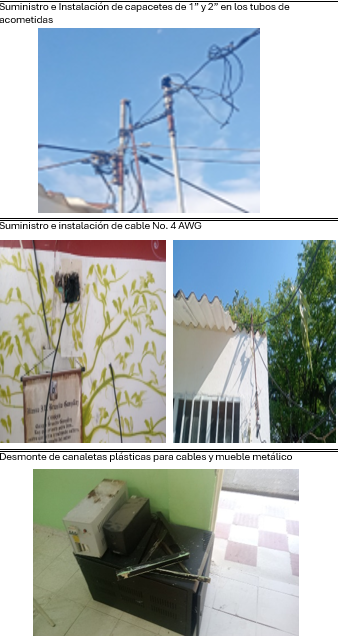 Suministro e Instalación de capacetes de 1” y 2” en los tubos de
acometidas
Suministro e instalación de cable No. 4 AWG
Desmonte de canaletas plásticas para cables y mueble metálico